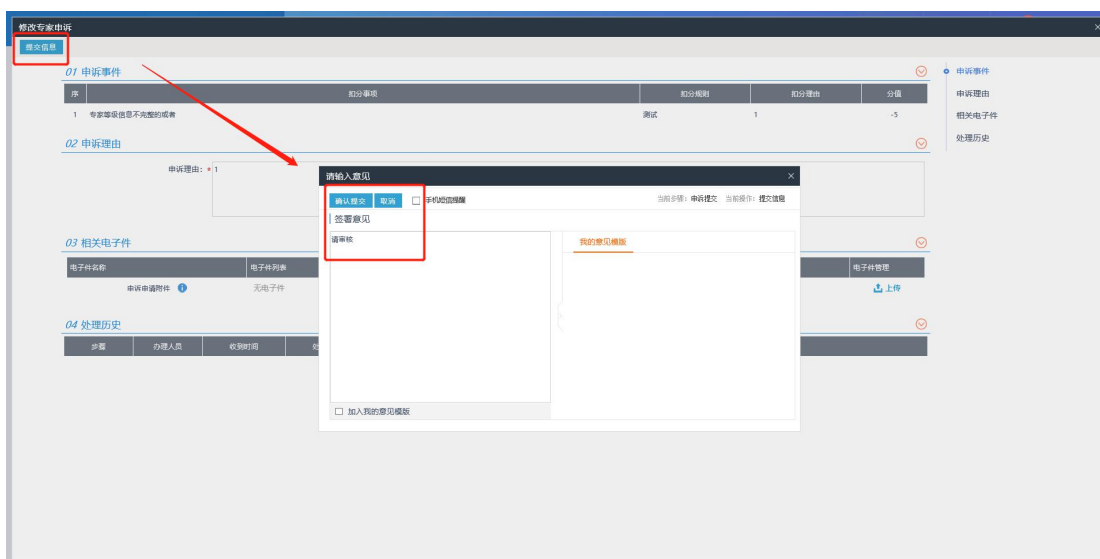 修改专家申诉 ×
提交信息
01 申诉事件
序 扣分事项 扣分规则 扣分理由 分值
1 专家等级信息不完整的或者 测试 1 -5
02 申诉理由
申诉理由: * 1
03 相关电子件
电子件名称 电子件列表 电子件管理
申诉申请附件 无电子件 上传
04 处理历史
步骤 办理人员 收到时间
申诉事件
申诉理由
相关电子件
处理历史
请输入意见 ×
确认提交 取消 手机短信提醒 当前步骤: 申诉提交 当前操作: 提交信息
签署意见
请审核
我的意见模版
加入我的意见模版